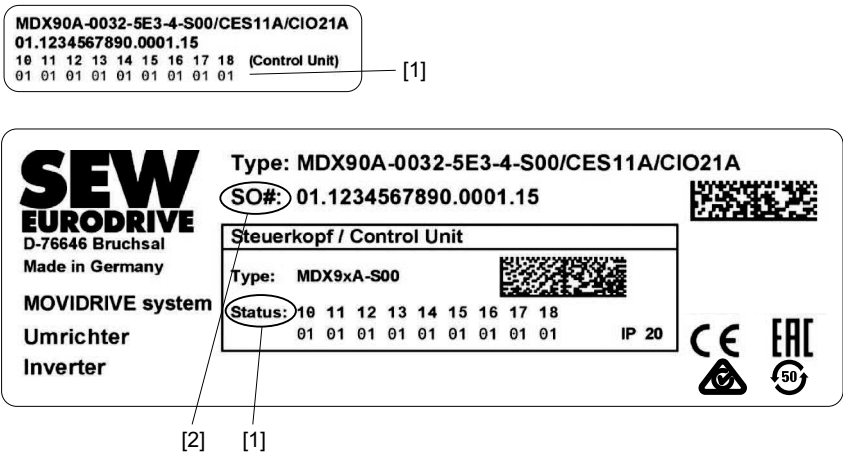 MDX90A-0032-5E3-4-S00/CES11A/CIO21A
01.1234567890.0001.15
10 11 12 13 14 15 16 17 18 (Control Unit)
01 01 01 01 01 01 01 01 01
[1]
SEW
EURODRIVE
D-76646 Bruchsal
Made in Germany
MOVIDRIVE system
Umrichter
Inverter
Type: MDX90A-0032-5E3-4-S00/CES11A/CIO21A
SO#: 01.1234567890.0001.15
Steuerkopf / Control Unit
Type: MDX9xA-S00
Status: 10 11 12 13 14 15 16 17 18
01 01 01 01 01 01 01 01 01 IP 20
CE EAC
50
[2] [1]